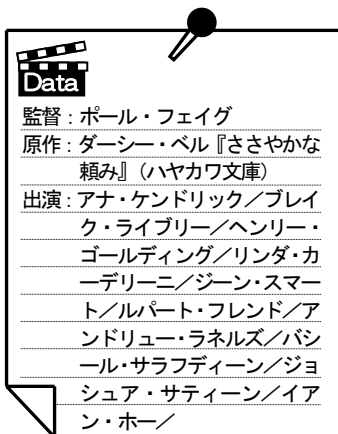 Data
監督：ポール・フェイグ
原作：ダーシー・ベル『ささやかな
頼み』（ハヤカワ文庫）
出演：アナ・ケンドリック／ブレイ
ク・ライブリー／ヘンリー・
ゴールディング／リンダ・カ
ーデリーニ／ジーン・スマー
ト／ルパート・フレンド／ア
ンドリュー・ラネルズ／バシ
ール・サラフディーン／ジョ
シュア・サティーン／イア
ン・ホー／